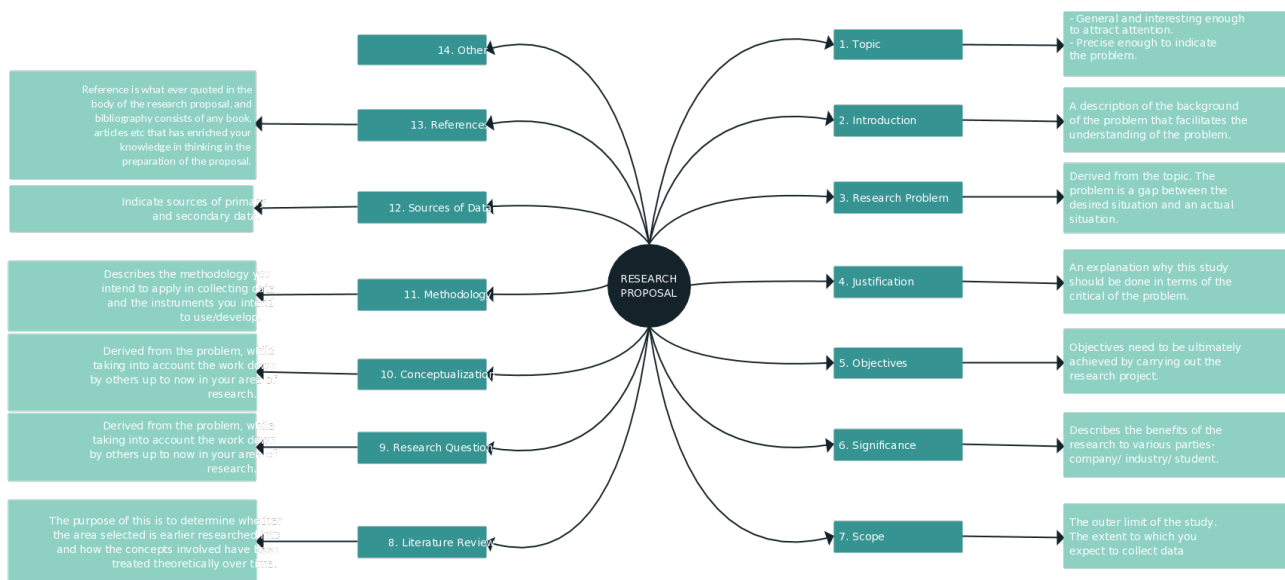 RESEARCH
PROPOSAL
1. Topic
- General and interesting enough
to attract attention.
- Precise enough to indicate
the problem.
2. Introduction
A description of the background
of the problem that facilitates the
understanding of the problem.
3. Research Problem
Derived from the topic. The
problem is a gap between the
desired situation and an actual
situation.
4. Justification
An explanation why this study
should be done in terms of the
critical of the problem.
5. Objectives
Objectives need to be ultimately
achieved by carrying out the
research project.
6. Significance
Describes the benefits of the
research to various parties-
company/ industry/ student.
7. Scope
The outer limit of the study.
The extent to which you
expect to collect data
8. Literature Review
The purpose of this is to determine whether
the area selected is earlier researched into
and how the concepts involved have been
treated theoretically over time.
9. Research Question
Derived from the problem, while
taking into account the work down
by others up to now in your area of
research.
10. Conceptualization
Derived from the problem, while
taking into account the work down
by others up to now in your area of
research.
11. Methodology
Describes the methodology you
intend to apply in collecting data
and the instruments you intend
to use/develop.
12. Sources of Data
Indicate sources of primary
and secondary data.
13. References
Reference is what ever quoted in the
body of the research proposal, and
bibliography consists of any book,
articles etc that has enriched your
knowledge in thinking in the
preparation of the proposal.
14. Other